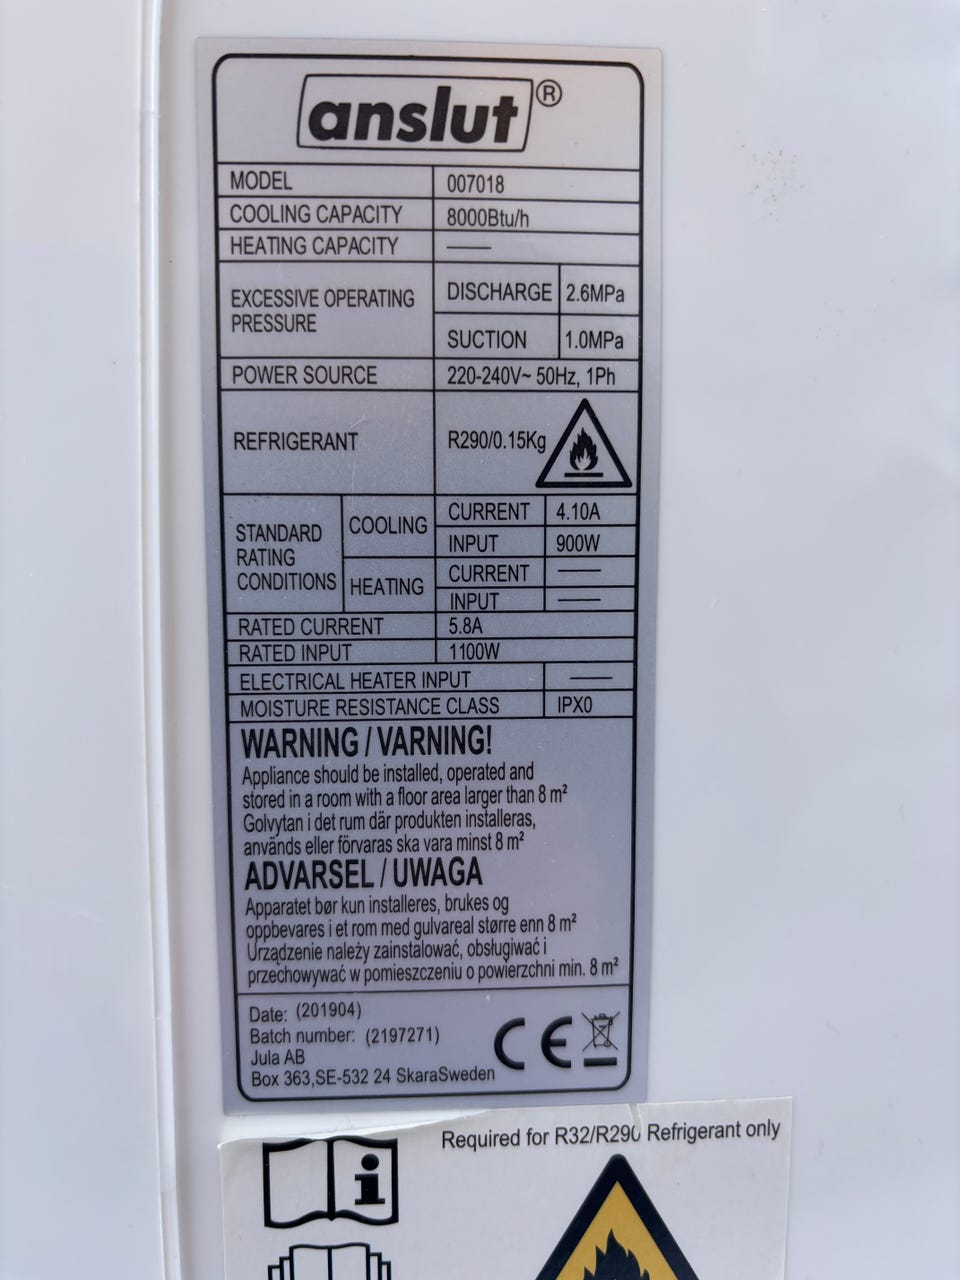 anslut®
MODEL 007018
COOLING CAPACITY 8000Btu/h
HEATING CAPACITY ——
EXCESSIVE OPERATING PRESSURE DISCHARGE 2.6MPa
SUCTION 1.0MPa
POWER SOURCE 220-240V~ 50Hz, 1Ph
REFRIGERANT R290/0.15Kg
STANDARD RATING CONDITIONS COOLING CURRENT 4.10A
INPUT 900W
HEATING CURRENT ——
INPUT ——
RATED CURRENT 5.8A
RATED INPUT 1100W
ELECTRICAL HEATER INPUT ——
MOISTURE RESISTANCE CLASS IPX0
WARNING / VARNING!
Appliance should be installed, operated and
stored in a room with a floor area larger than 8 m²
Golvytan i det rum där produkten installeras,
används eller förvaras ska vara minst 8 m²
ADVARSEL / UWAGA
Apparatet bør kun installeres, brukes og
oppbevares i et rom med gulvareal større enn 8 m²
Urządzenie należy zainstalować, obsługiwać i
przechowywać w pomieszczeniu o powierzchni min. 8 m²
Date: (201904)
Batch number: (2197271)
Jula AB
Box 363,SE-532 24 SkaraSweden
CE
Required for R32/R290 Refrigerant only